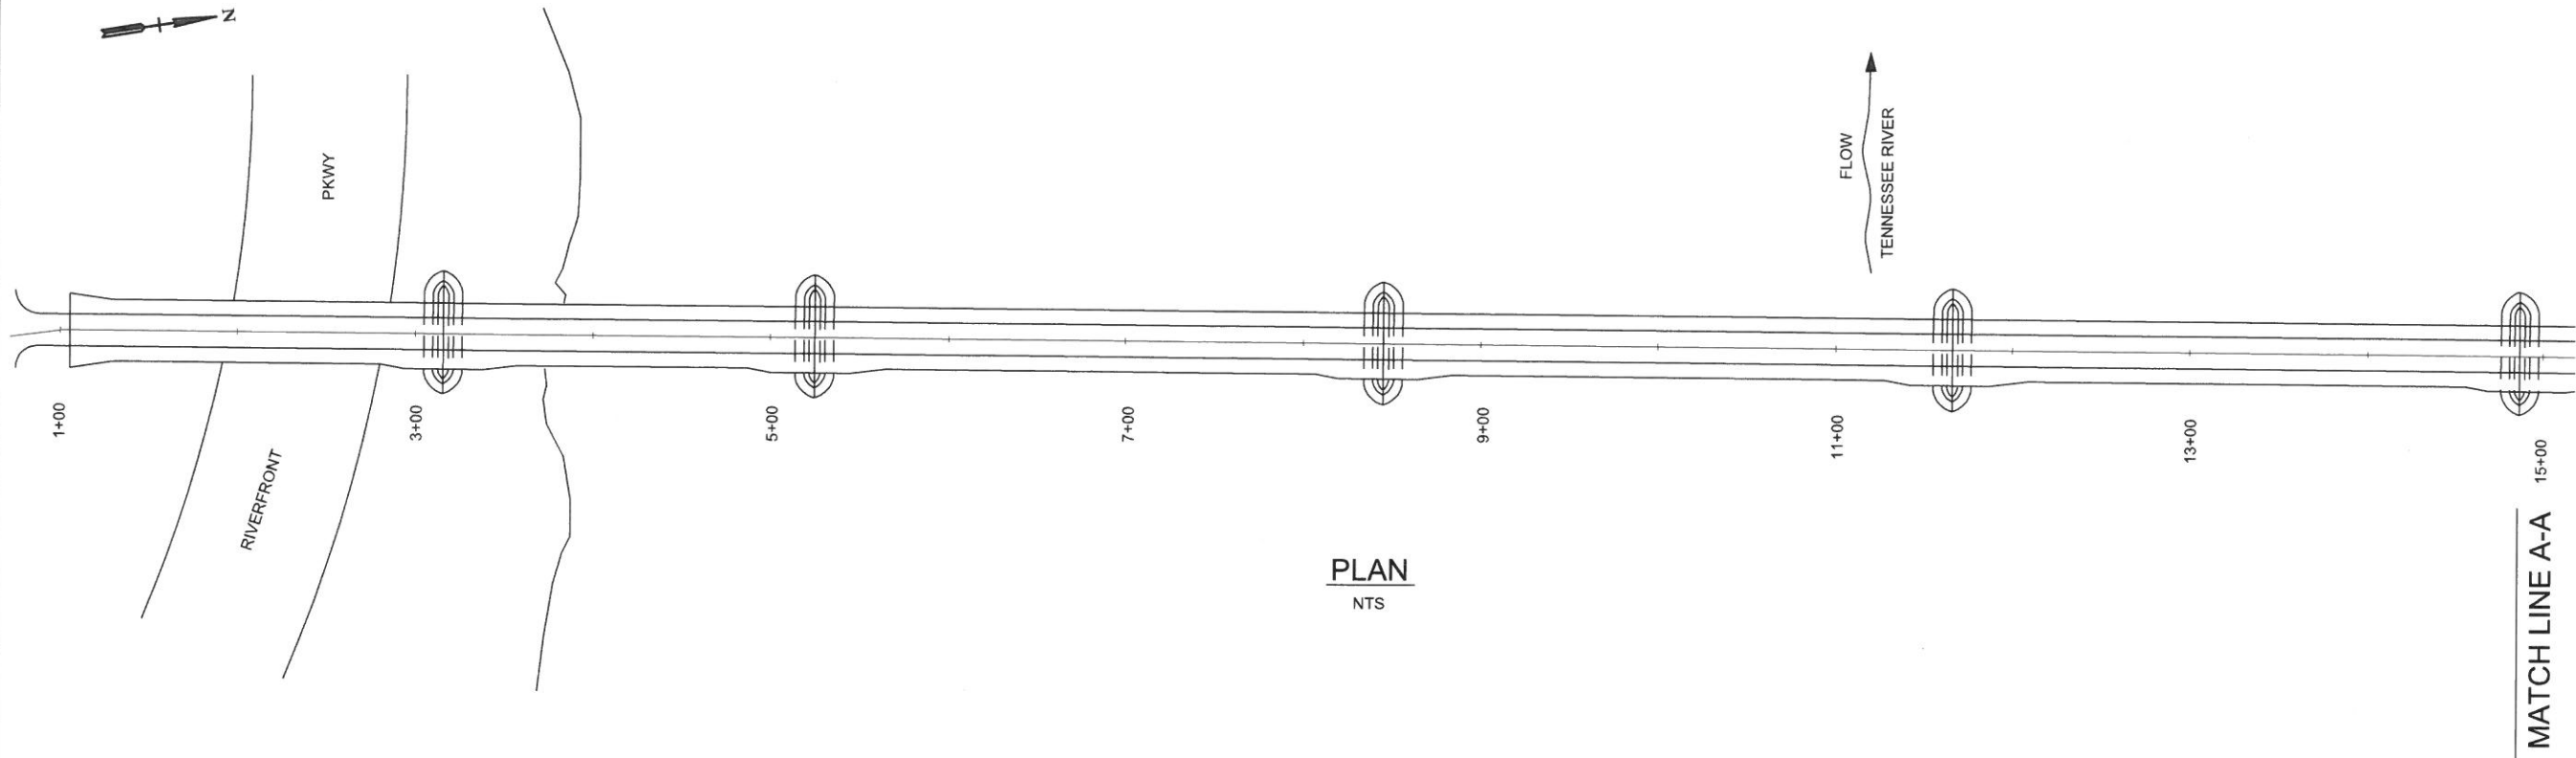 N
PKWY
RIVERFRONT
FLOW
TENNESSEE RIVER
1+00
3+00
5+00
7+00
9+00
11+00
13+00
15+00
PLAN
NTS
MATCH LINE A-A